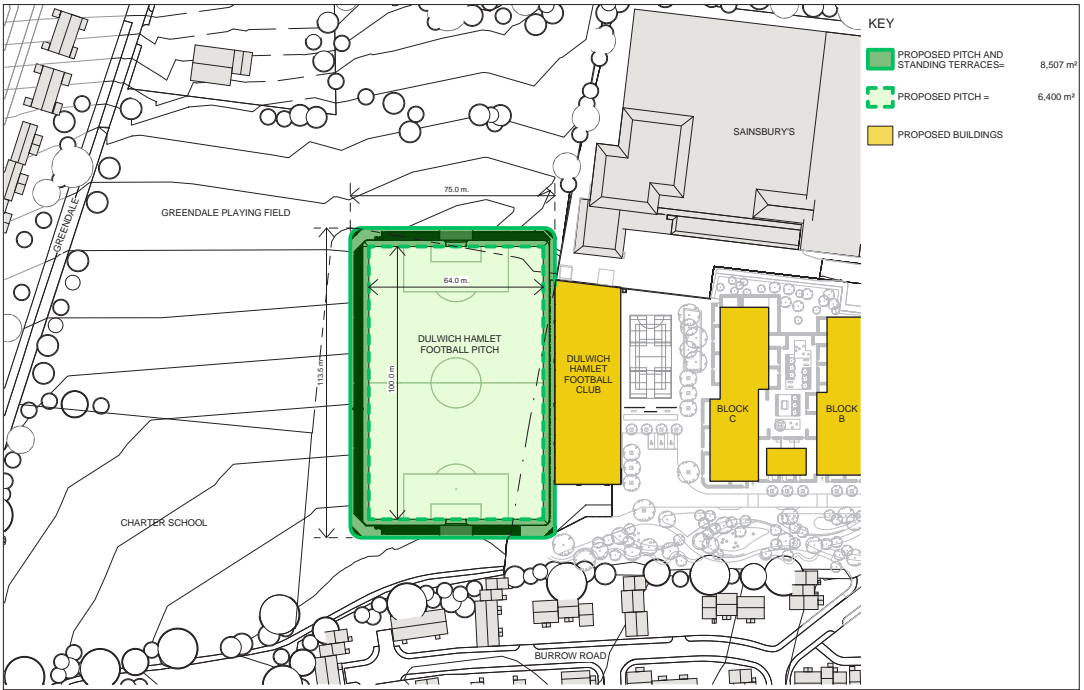 KEY
PROPOSED PITCH AND
STANDING TERRACES= 8,507 m²
PROPOSED PITCH = 6,400 m²
PROPOSED BUILDINGS
SAINSBURY'S
75.0 m.
GREENDALE PLAYING FIELD
GREENDALE
64.0 m.
DULWICH HAMLET
FOOTBALL PITCH
113.5 m.
100.0 m
DULWICH
HAMLET
FOOTBALL
CLUB
BLOCK
C
BLOCK
B
CHARTER SCHOOL
BURROW ROAD